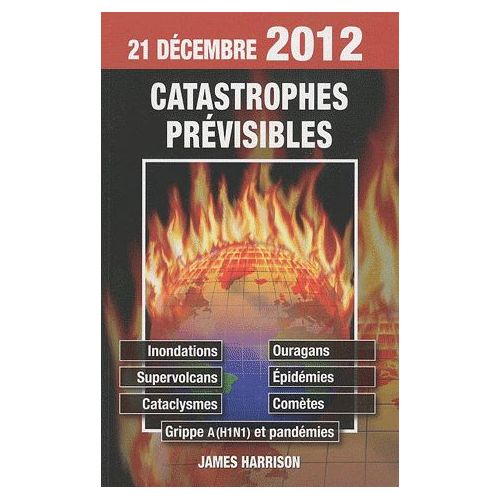 21 DÉCEMBRE 2012
CATASTROPHES
PRÉVISIBLES
Inondations
Ouragans
Supervolcans
Épidémies
Cataclysmes
Comètes
Grippe A (H1N1) et pandémies
JAMES HARRISON